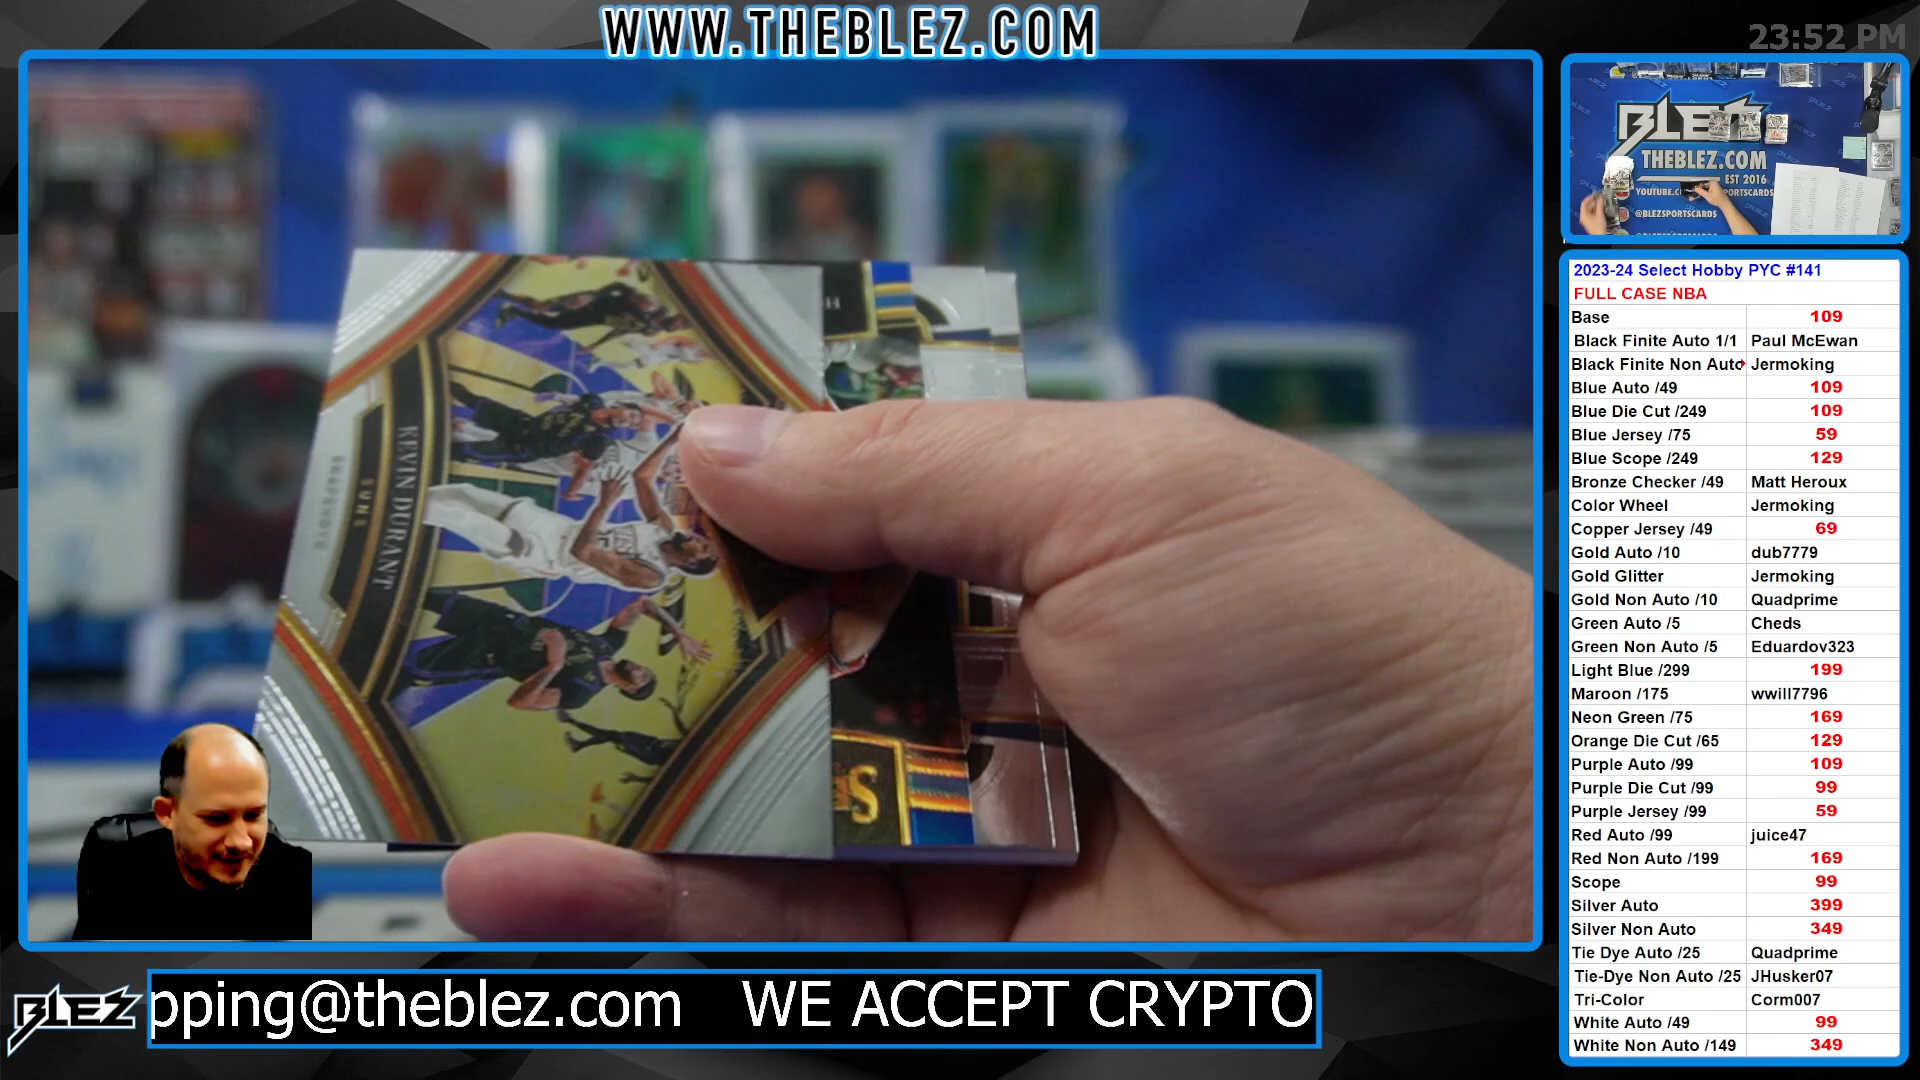 WWW.THEBLEZ.COM
23:52 PM
BLEZ
THEBLEZ.COM
EST 2016
@BLEZSPORTSCARDS
KEVIN DURANT
SUNS
2023-24 Select Hobby PYC #141
FULL CASE NBA
Base 109
Black Finite Auto 1/1 Paul McEwan
Black Finite Non Auto Jermoking
Blue Auto /49 109
Blue Die Cut /249 109
Blue Jersey /75 59
Blue Scope /249 129
Bronze Checker /49 Matt Heroux
Color Wheel Jermoking
Copper Jersey /49 69
Gold Auto /10 dub7779
Gold Glitter Jermoking
Gold Non Auto /10 Quadprime
Green Auto /5 Cheds
Green Non Auto /5 Eduardov323
Light Blue /299 199
Maroon /175 wwill7796
Neon Green /75 169
Orange Die Cut /65 129
Purple Auto /99 109
Purple Die Cut /99 99
Purple Jersey /99 59
Red Auto /99 juice47
Red Non Auto /199 169
Scope 99
Silver Auto 399
Silver Non Auto 349
Tie Dye Auto /25 Quadprime
Tie-Dye Non Auto /25 JHusker07
Tri-Color Corm007
White Auto /49 99
White Non Auto /149 349
BLEZ
pping@theblez.com WE ACCEPT CRYPTO